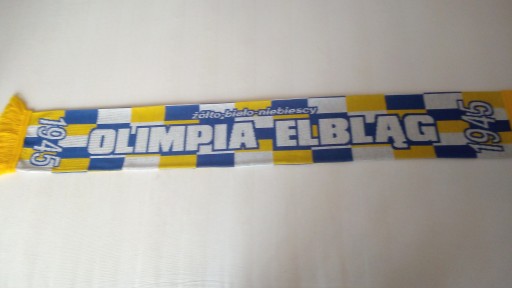 żółto-biało-niebiescy
1945 OLIMPIA ELBLĄG 1945